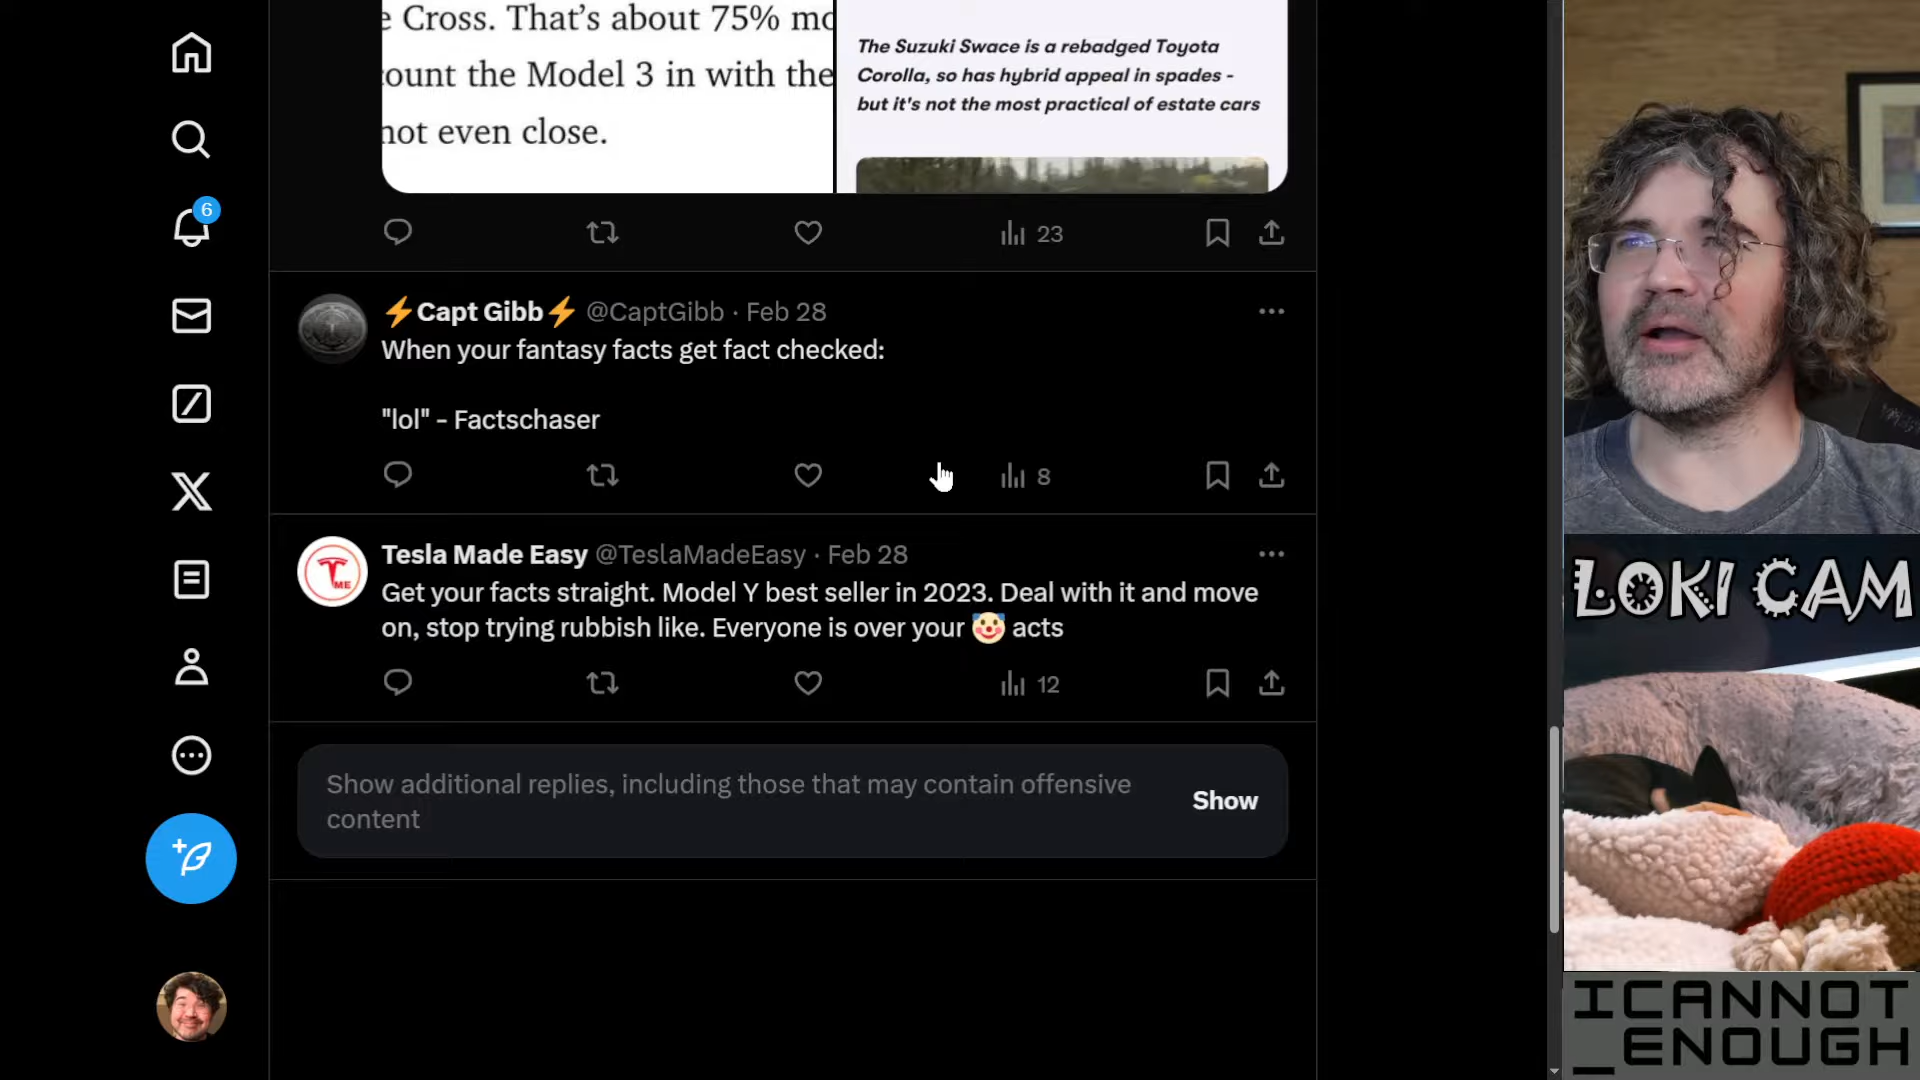 e Cross. That’s about 75% mo
count the Model 3 in with the
not even close.
The Suzuki Swace is a rebadged Toyota
Corolla, so has hybrid appeal in spades -
but it's not the most practical of estate cars
23
6
⚡Capt Gibb⚡ @CaptGibb · Feb 28
When your fantasy facts get fact checked:
"lol" - Factschaser
8
Tesla Made Easy @TeslaMadeEasy · Feb 28
Get your facts straight. Model Y best seller in 2023. Deal with it and move
on, stop trying rubbish like. Everyone is over your 🤡 acts
12
T ME
Show additional replies, including those that may contain offensive
content
Show
LOKI CAM
ICANNOT
_ENOUGH